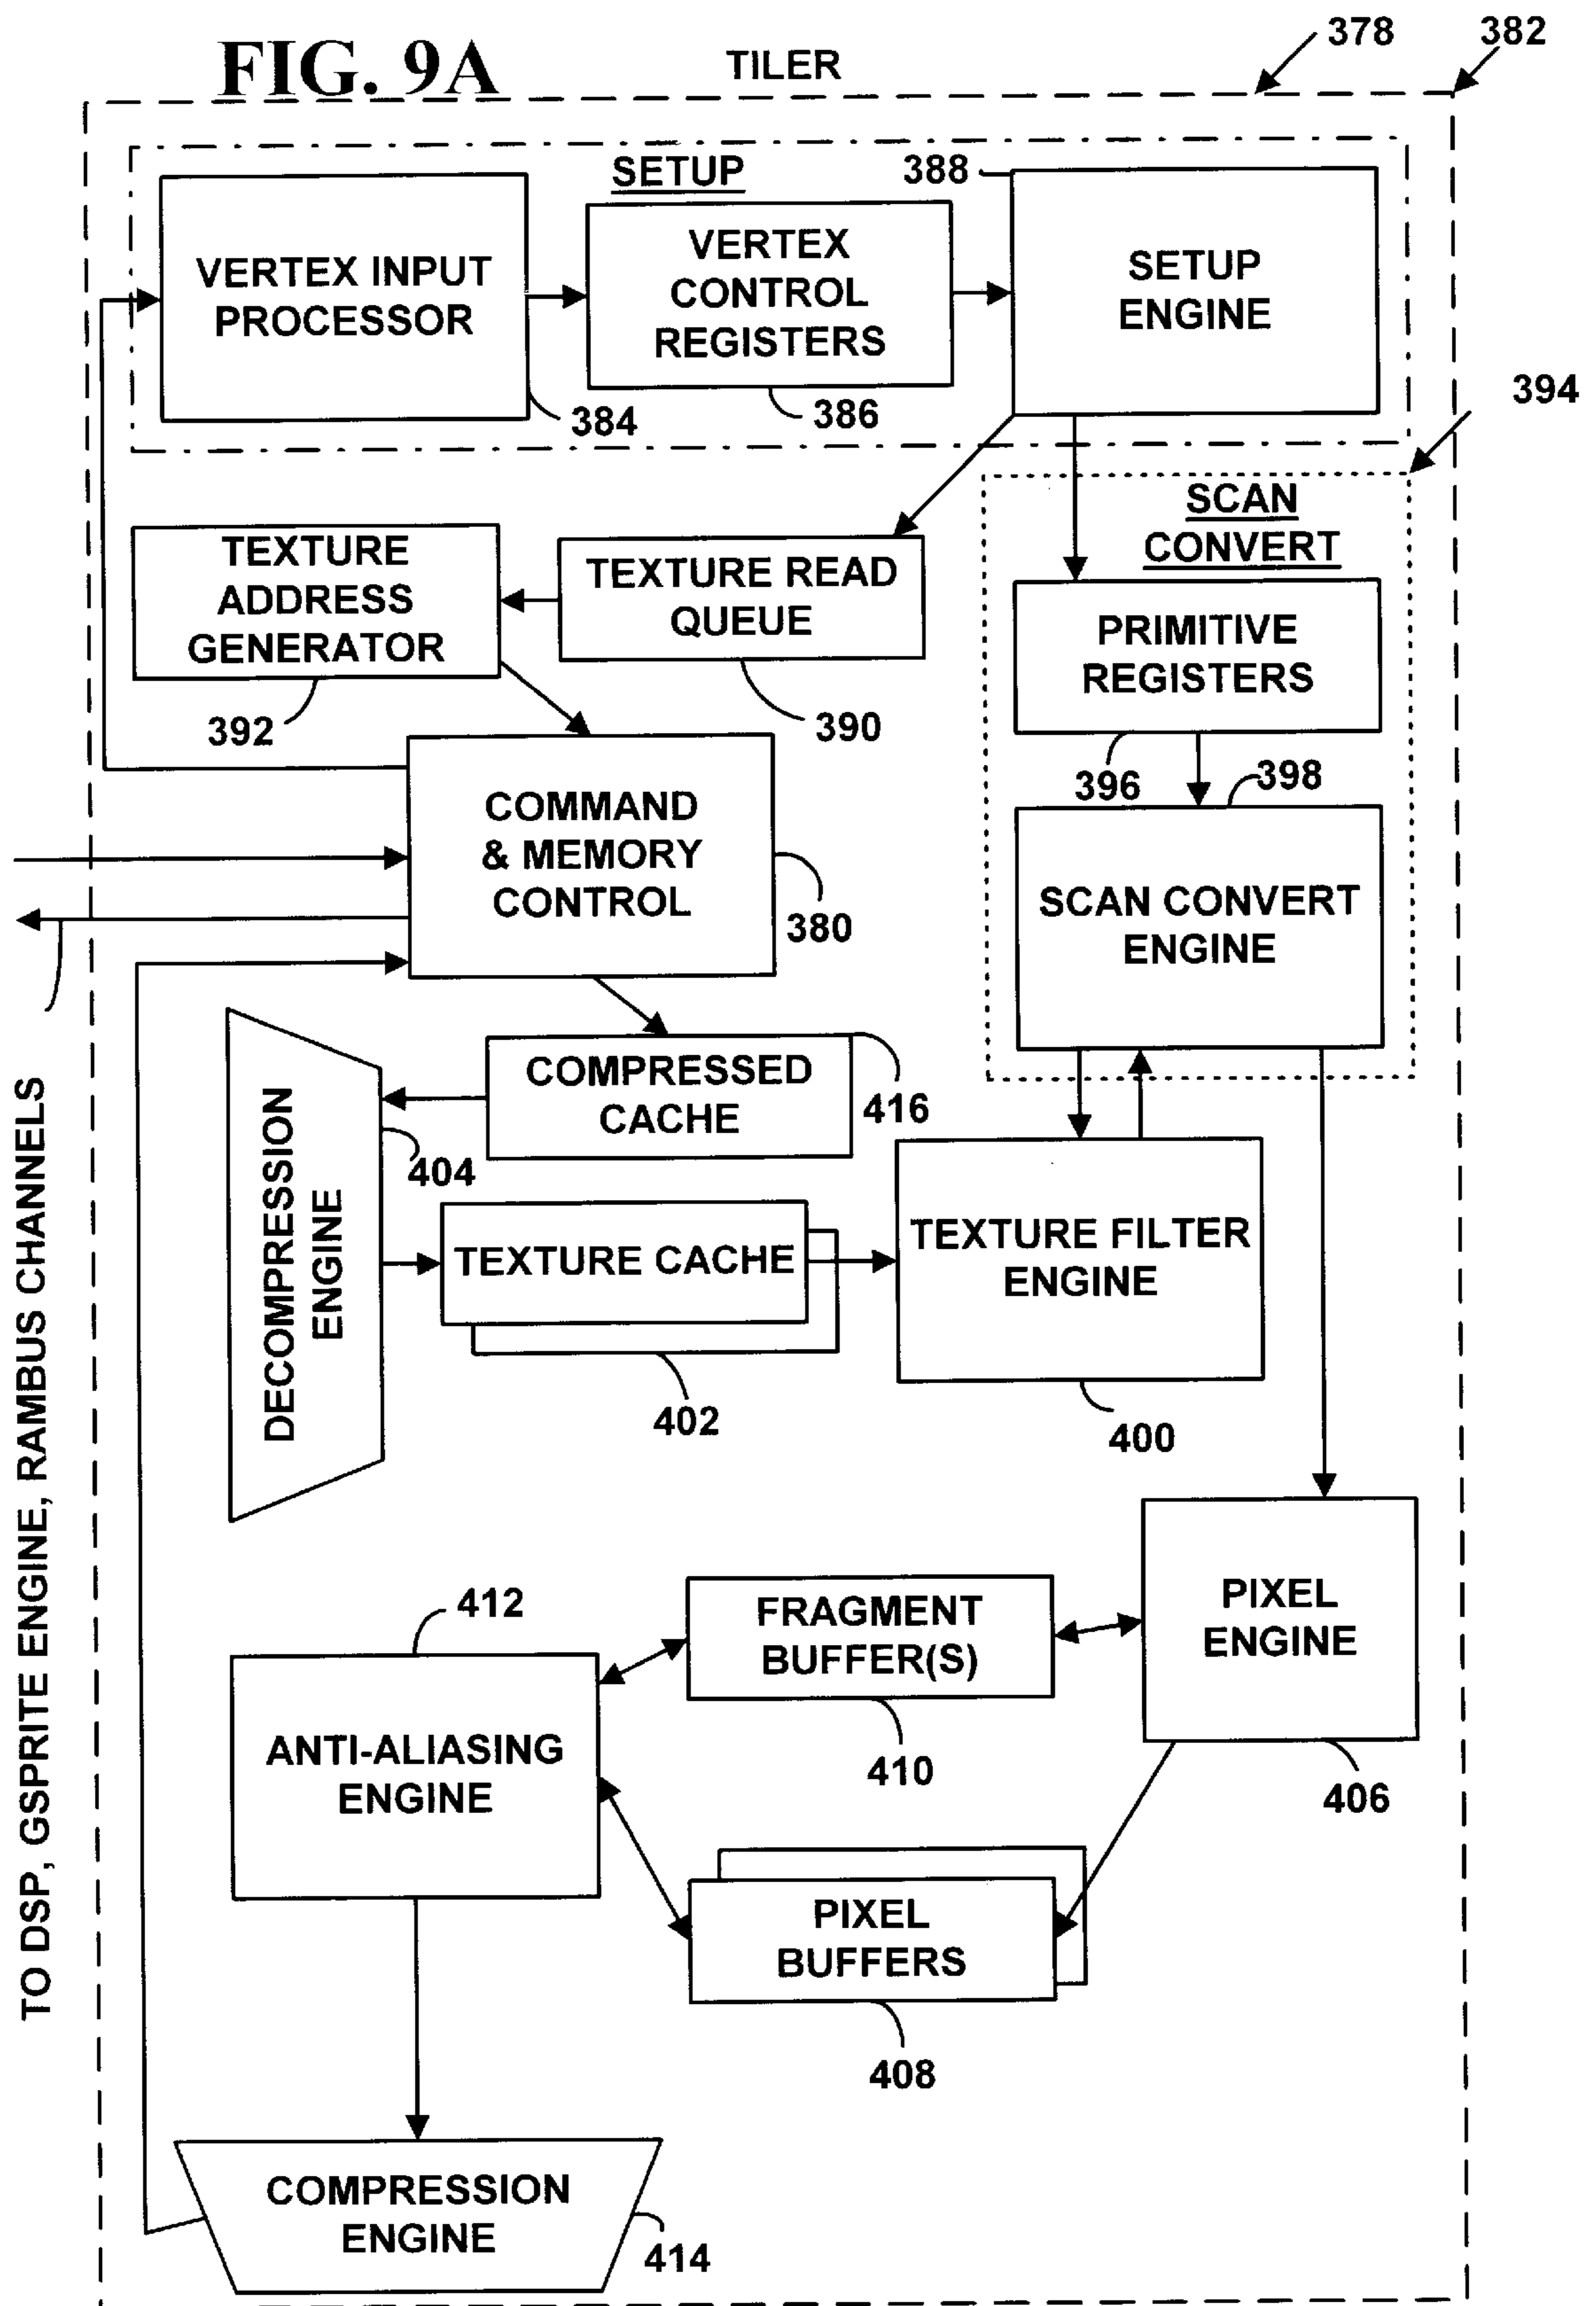 FIG. 9A
TILER
378
382
SETUP
388
VERTEX INPUT
PROCESSOR
VERTEX
CONTROL
REGISTERS
SETUP
ENGINE
384
386
394
SCAN
CONVERT
TEXTURE
ADDRESS
GENERATOR
TEXTURE READ
QUEUE
PRIMITIVE
REGISTERS
392
390
396
398
COMMAND
& MEMORY
CONTROL
380
SCAN CONVERT
ENGINE
COMPRESSED
CACHE
416
DECOMPRESSION
ENGINE
404
TEXTURE CACHE
TEXTURE FILTER
ENGINE
402
400
TO DSP, GSPRITE ENGINE, RAMBUS CHANNELS
412
FRAGMENT
BUFFER(S)
PIXEL
ENGINE
ANTI-ALIASING
ENGINE
410
406
PIXEL
BUFFERS
408
COMPRESSION
ENGINE
414